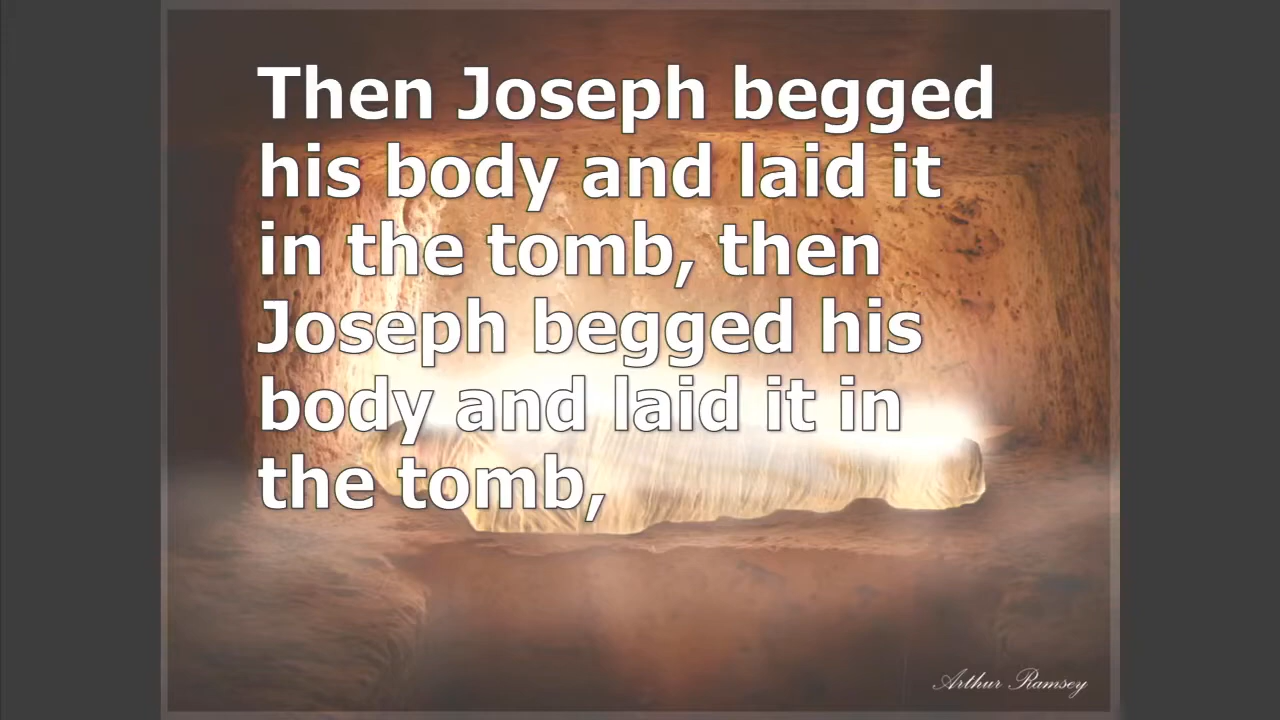 Then Joseph begged
his body and laid it
in the tomb, then
Joseph begged his
body and laid it in
the tomb,
Arthur Ramsey